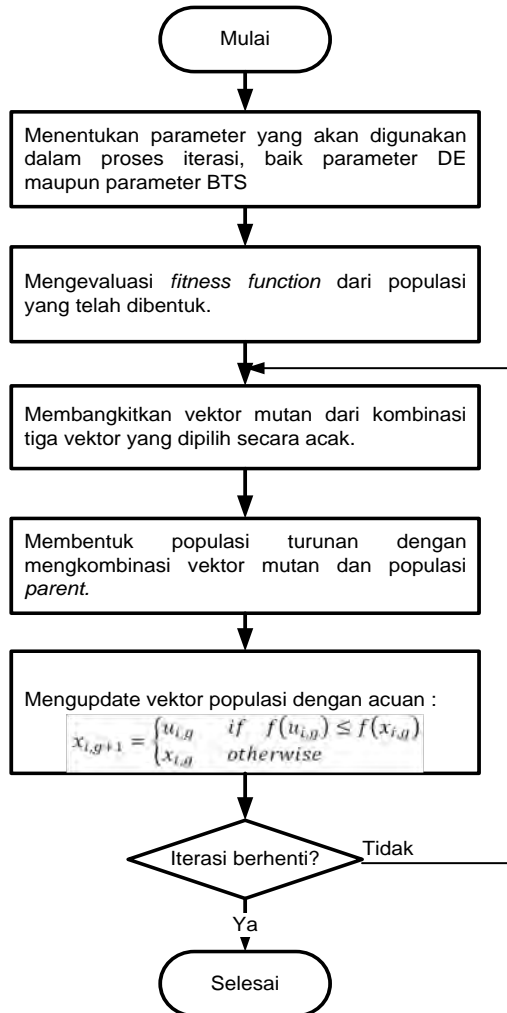 Mulai
Menentukan parameter yang akan digunakan
dalam proses iterasi, baik parameter DE
maupun parameter BTS
Mengevaluasi fitness function dari populasi
yang telah dibentuk.
Membangkitkan vektor mutan dari kombinasi
tiga vektor yang dipilih secara acak.
Membentuk populasi turunan dengan
mengkombinasi vektor mutan dan populasi
parent.
Mengupdate vektor populasi dengan acuan :
x_{i,g+1} = { u_{i,g} if f(u_{i,g}) ≤ f(x_{i,g})
x_{i,g} otherwise
Iterasi berhenti?
Tidak
Ya
Selesai